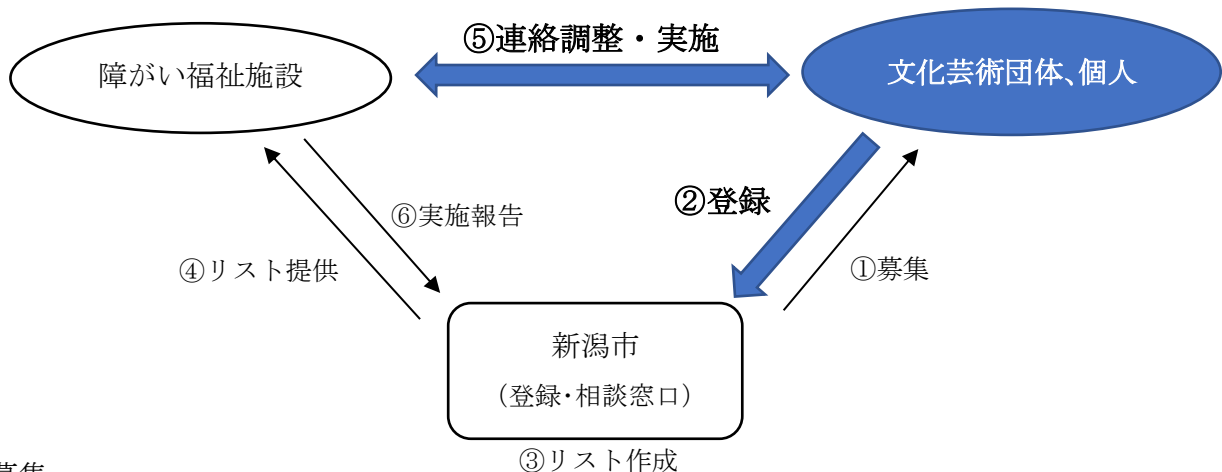 ⑤連絡調整・実施
障がい福祉施設
文化芸術団体、個人
②登録
⑥実施報告
④リスト提供
①募集
新潟市
（登録・相談窓口）
③リスト作成
募集